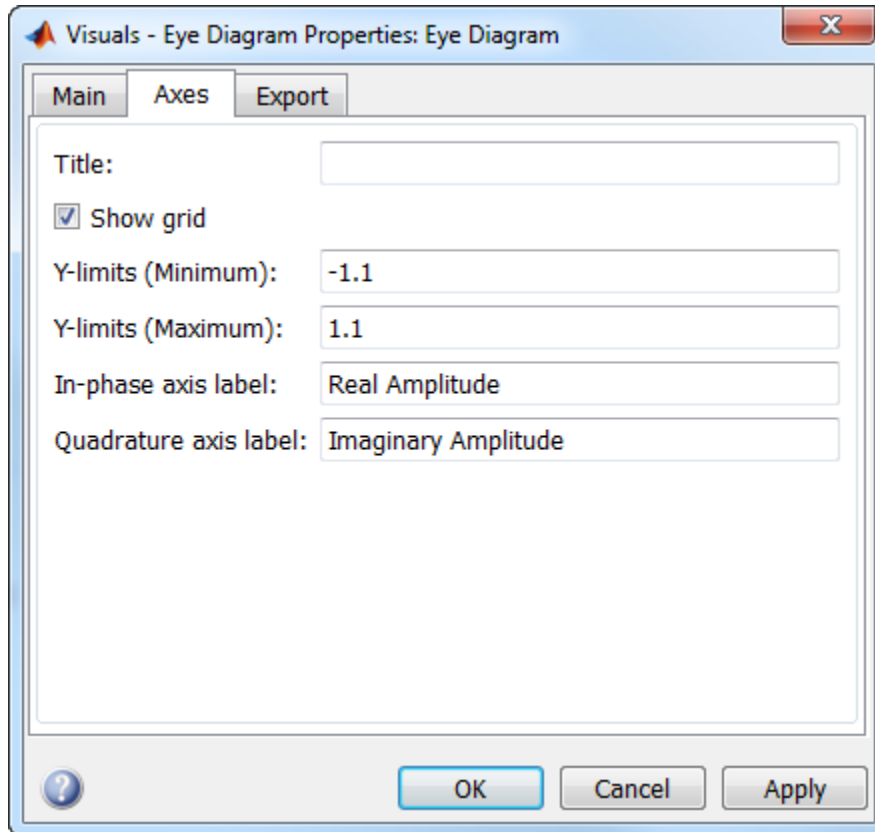 Visuals - Eye Diagram Properties: Eye Diagram
Main Axes Export
Title:
Show grid
Y-limits (Minimum): -1.1
Y-limits (Maximum): 1.1
In-phase axis label: Real Amplitude
Quadrature axis label: Imaginary Amplitude
OK Cancel Apply